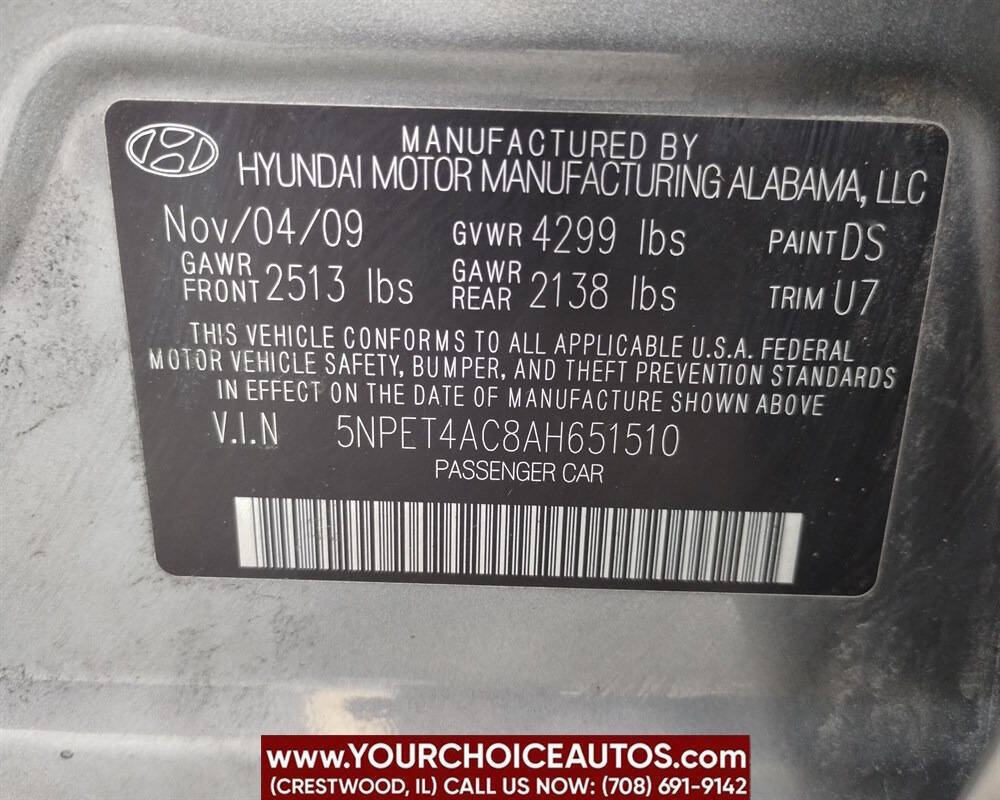 MANUFACTURED BY
HYUNDAI MOTOR MANUFACTURING ALABAMA, LLC
Nov/04/09 GVWR 4299 lbs PAINT DS
GAWR FRONT 2513 lbs GAWR REAR 2138 lbs TRIM U7
THIS VEHICLE CONFORMS TO ALL APPLICABLE U.S.A. FEDERAL
MOTOR VEHICLE SAFETY, BUMPER, AND THEFT PREVENTION STANDARDS
IN EFFECT ON THE DATE OF MANUFACTURE SHOWN ABOVE
V.I.N 5NPET4AC8AH651510
PASSENGER CAR
WWW.YOURCHOICEAUTOS.COM
(CRESTWOOD, IL) CALL US NOW: (708) 691-9142